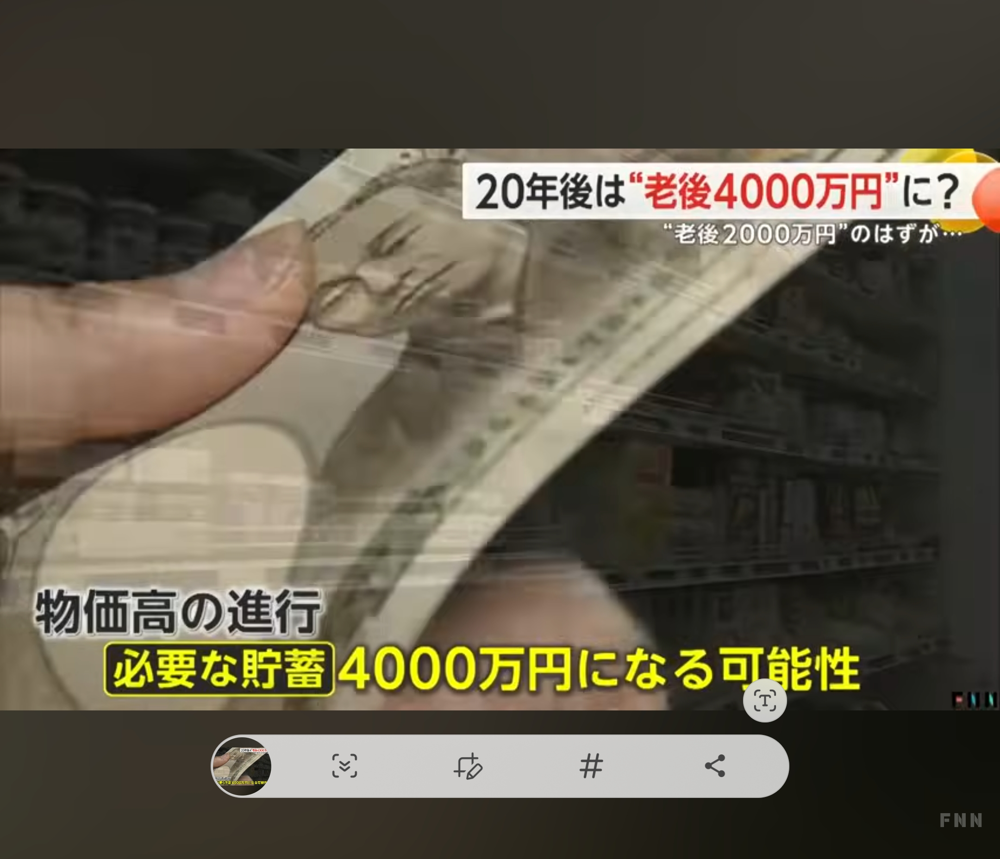 20年後は“老後4000万円”に？
“老後2000万円”のはずが…
物価高の進行
必要な貯蓄 4000万円になる可能性
FNN
FNN